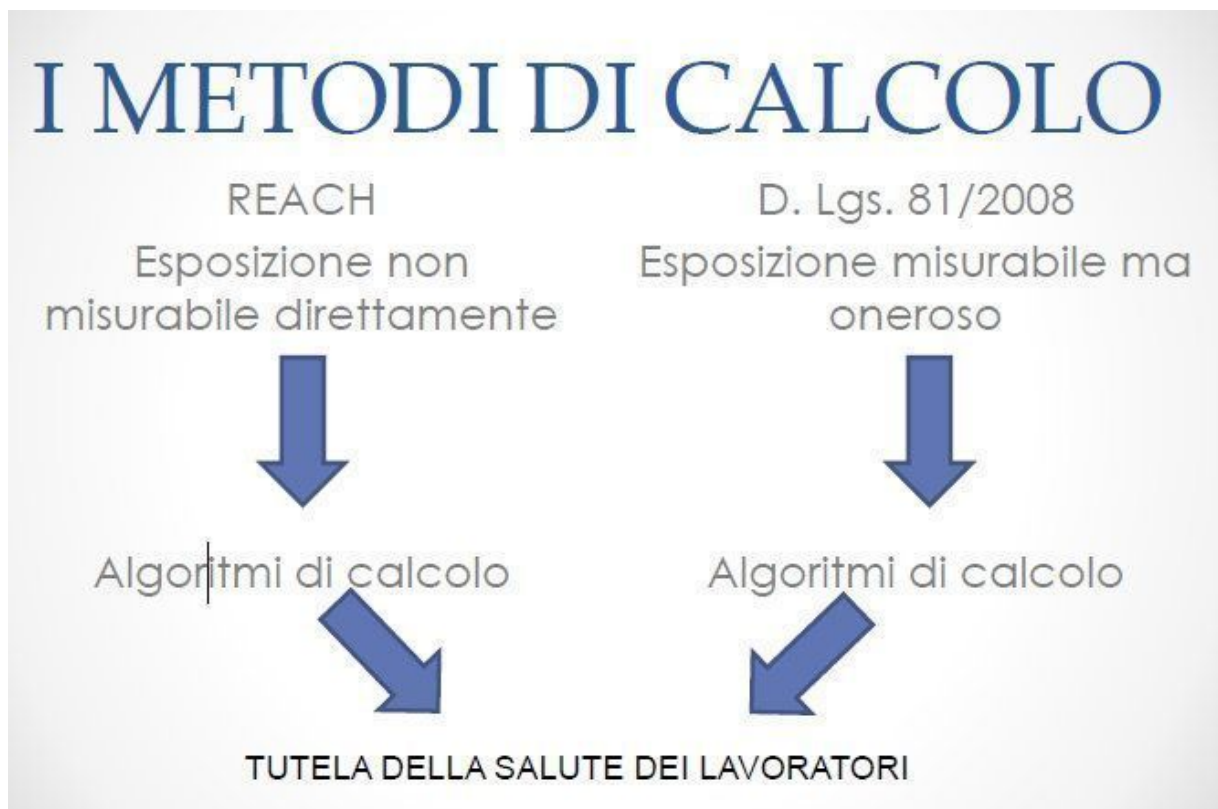 I METODI DI CALCOLO
REACH
Esposizione non
misurabile direttamente
D. Lgs. 81/2008
Esposizione misurabile ma
oneroso
Algoritmi di calcolo
Algoritmi di calcolo
TUTELA DELLA SALUTE DEI LAVORATORI